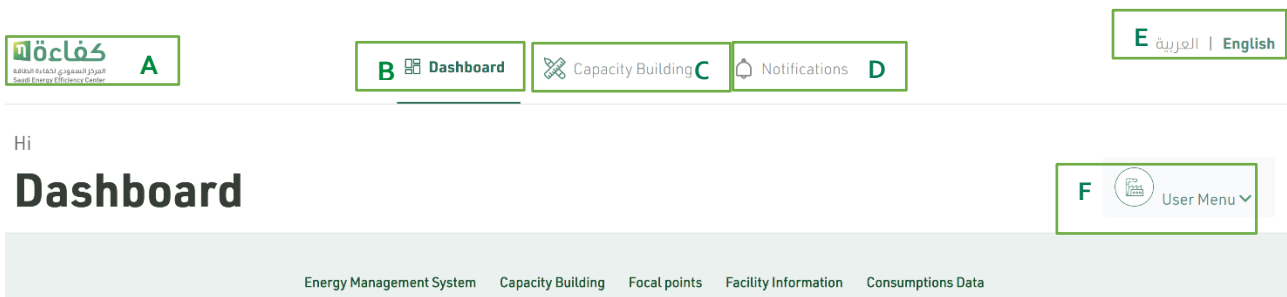 كفاءة
المركز السعودي لكفاءة الطاقة
Saudi Energy Efficiency Center
A
B Dashboard
Capacity Building C
Notifications D
E العربية | English
Hi
Dashboard
F User Menu
Energy Management System Capacity Building Focal points Facility Information Consumptions Data